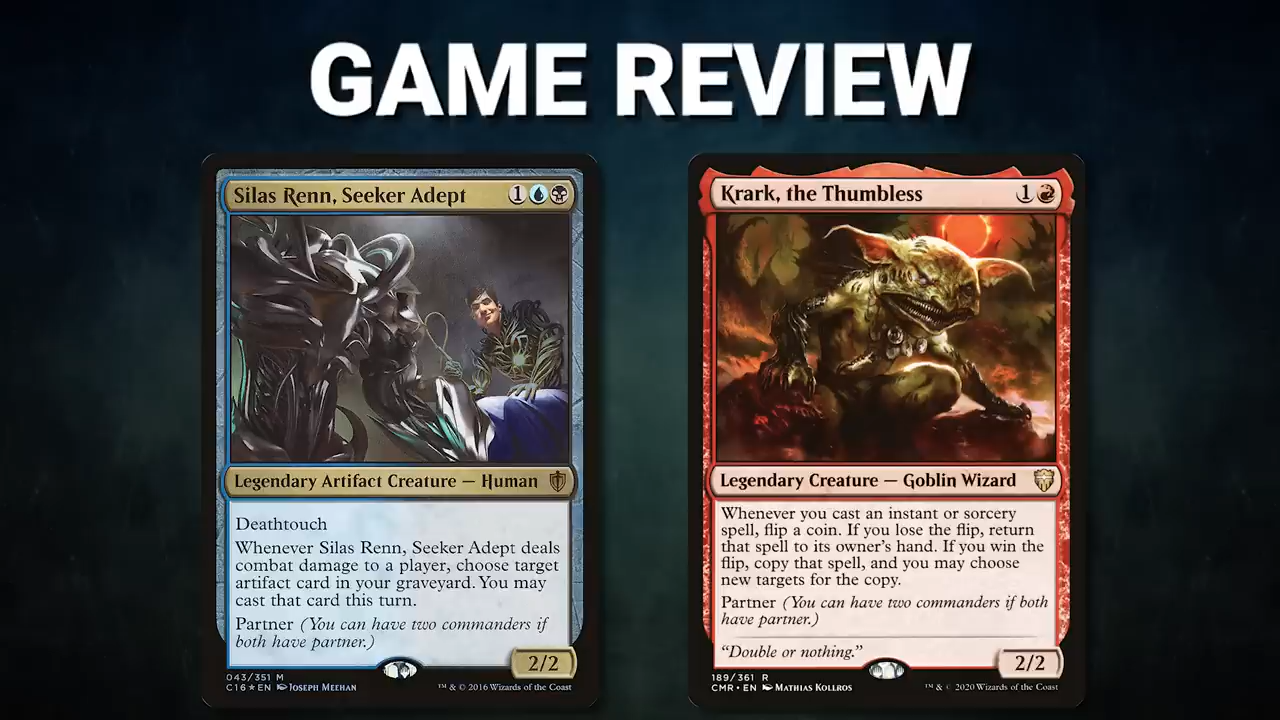 GAME REVIEW
Silas Renn, Seeker Adept 1
Legendary Artifact Creature — Human
Deathtouch
Whenever Silas Renn, Seeker Adept deals
combat damage to a player, choose target
artifact card in your graveyard. You may
cast that card this turn.
Partner (You can have two commanders if
both have partner.)
2/2
043/351 M
C16 ★ EN Joseph Meehan
™ & © 2016 Wizards of the Coast
Krark, the Thumbless 1
Legendary Creature — Goblin Wizard
Whenever you cast an instant or sorcery
spell, flip a coin. If you lose the flip, return
that spell to its owner's hand. If you win the
flip, copy that spell, and you may choose
new targets for the copy.
Partner (You can have two commanders if both
have partner.)
"Double or nothing."
2/2
189/361 R
CMR • EN Mathias Kollros
™ & © 2020 Wizards of the Coast